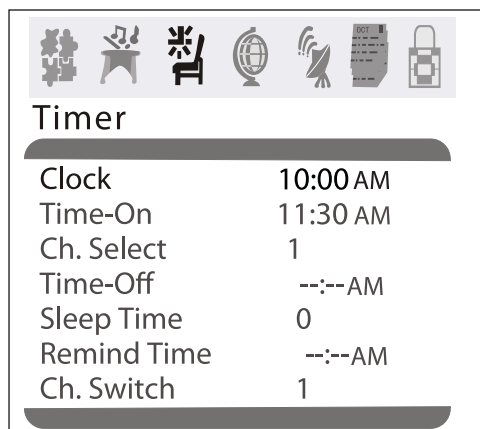 OCT
Timer
Clock 10:00 AM
Time-On 11:30 AM
Ch. Select 1
Time-Off --:-- AM
Sleep Time 0
Remind Time --:-- AM
Ch. Switch 1